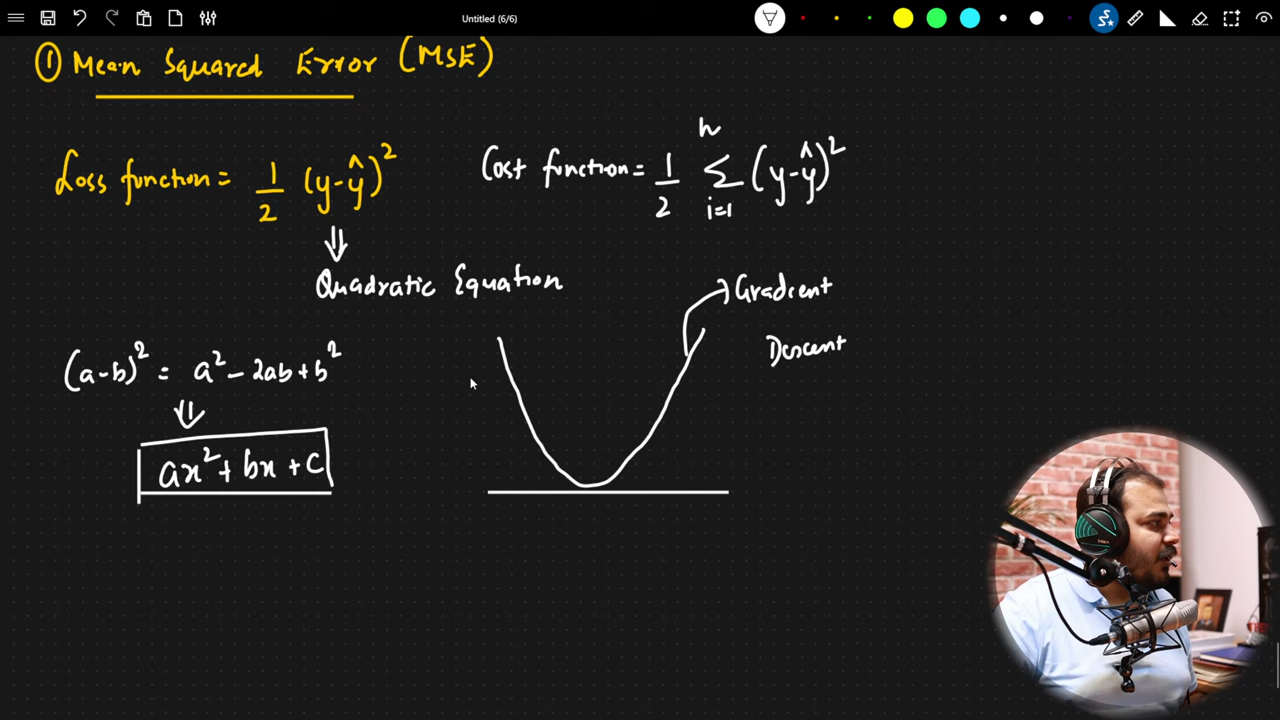 Untitled (6/6)
① Mean Squared Error (MSE)
Loss function = 1/2 (y-ŷ)²
Cost function = 1/2 n∑i=1 (y-ŷ)²
⇓
Quadratic Equation
Gradient
Descent
(a-b)² = a² - 2ab + b²
⇓
ax² + bx + c